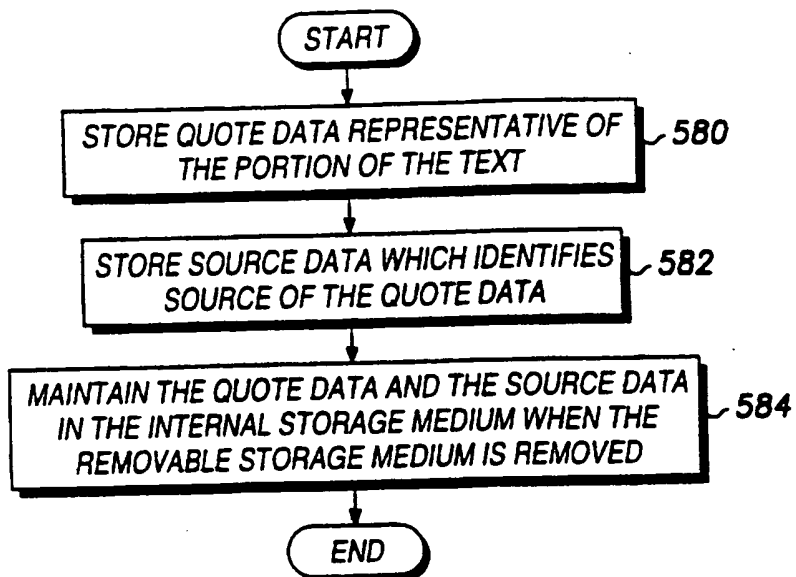 START
STORE QUOTE DATA REPRESENTATIVE OF
THE PORTION OF THE TEXT
580
STORE SOURCE DATA WHICH IDENTIFIES
SOURCE OF THE QUOTE DATA
582
MAINTAIN THE QUOTE DATA AND THE SOURCE DATA
IN THE INTERNAL STORAGE MEDIUM WHEN THE
REMOVABLE STORAGE MEDIUM IS REMOVED
584
END